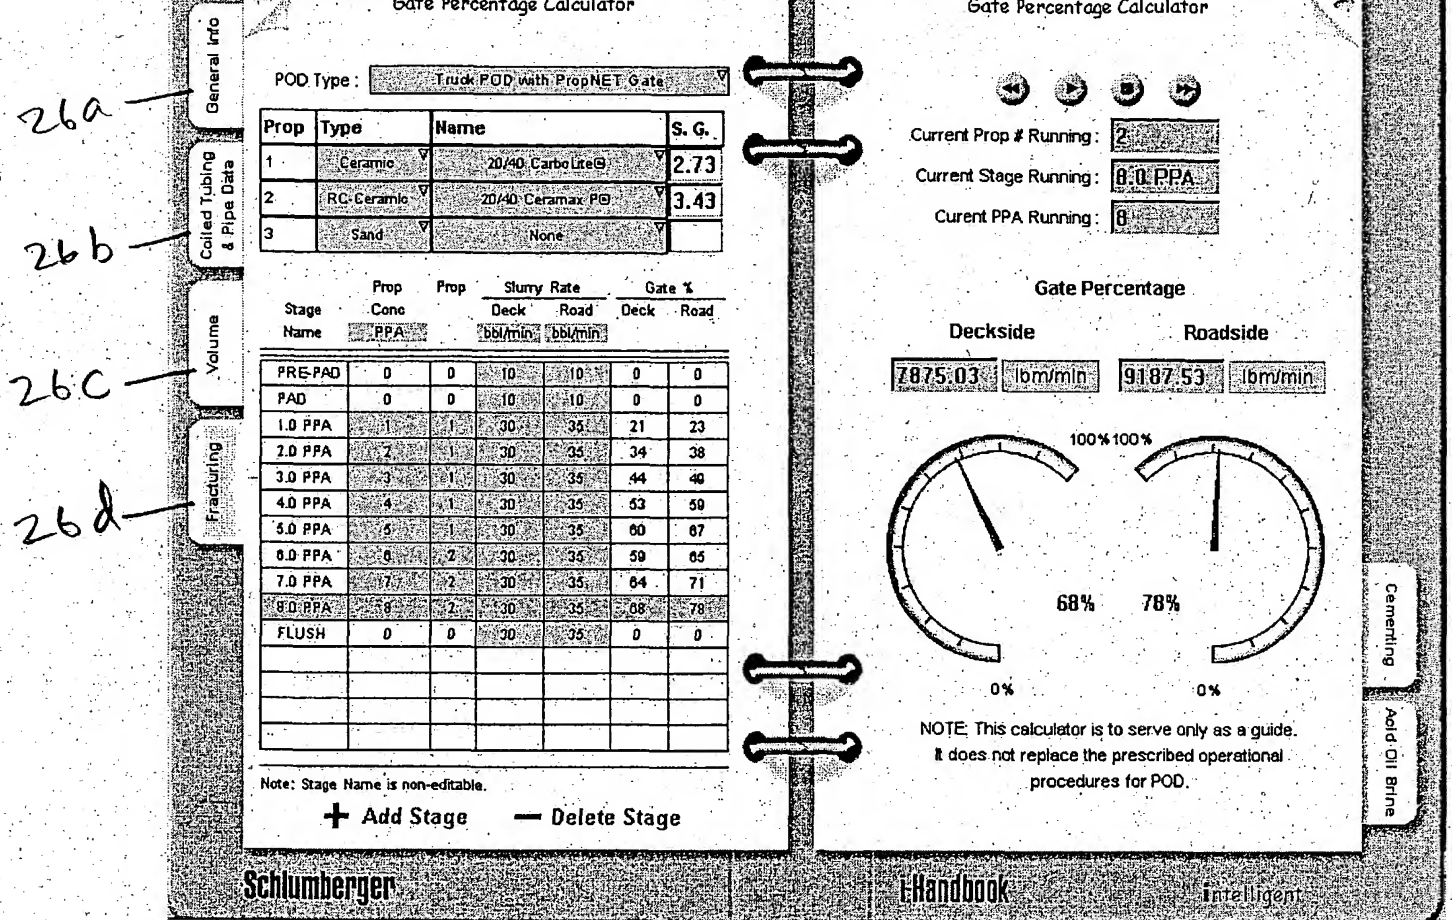 Gate Percentage Calculator
26a
General Info
26b
Coiled Tubing
& Pipe Data
26c
Volume
26d
Fracturing
POD Type : Truck POD with PropNET Gate
Prop Type Name S. G.
1 Ceramic 20/40 CarboLite® 2.73
2 RC-Ceramic 20/40 Ceramax P® 3.43
3 Sand None
Prop Prop Slurry Rate Gate %
Stage Conc Deck Road Deck Road
Name PPA bbl/min bbl/min
PRE-PAD 0 0 10 10 0 0
PAD 0 0 10 10 0 0
1.0 PPA 1 1 30 35 21 23
2.0 PPA 2 1 30 35 34 38
3.0 PPA 3 1 30 35 44
4.0 PPA 4 1 30 35 53 59
5.0 PPA 5 1 30 35 60 67
6.0 PPA 6 2 30 35 59 65
7.0 PPA 7 2 30 35 64 71
8.0 PPA 8 2 30 35 68 78
FLUSH 0 0 30 35 0 0
Note: Stage Name is non-editable.
+ Add Stage − Delete Stage
Schlumberger
Gate Percentage Calculator
Current Prop # Running : 2
Current Stage Running : 8.0 PPA
Curent PPA Running : 8
Gate Percentage
Deckside Roadside
7875.03 lbm/min 9187.53 lbm/min
100% 100%
68% 78%
0% 0%
NOTE: This calculator is to serve only as a guide.
It does not replace the prescribed operational
procedures for POD.
Cementing
Acid Oil Brine
i-Handbook
intelligent